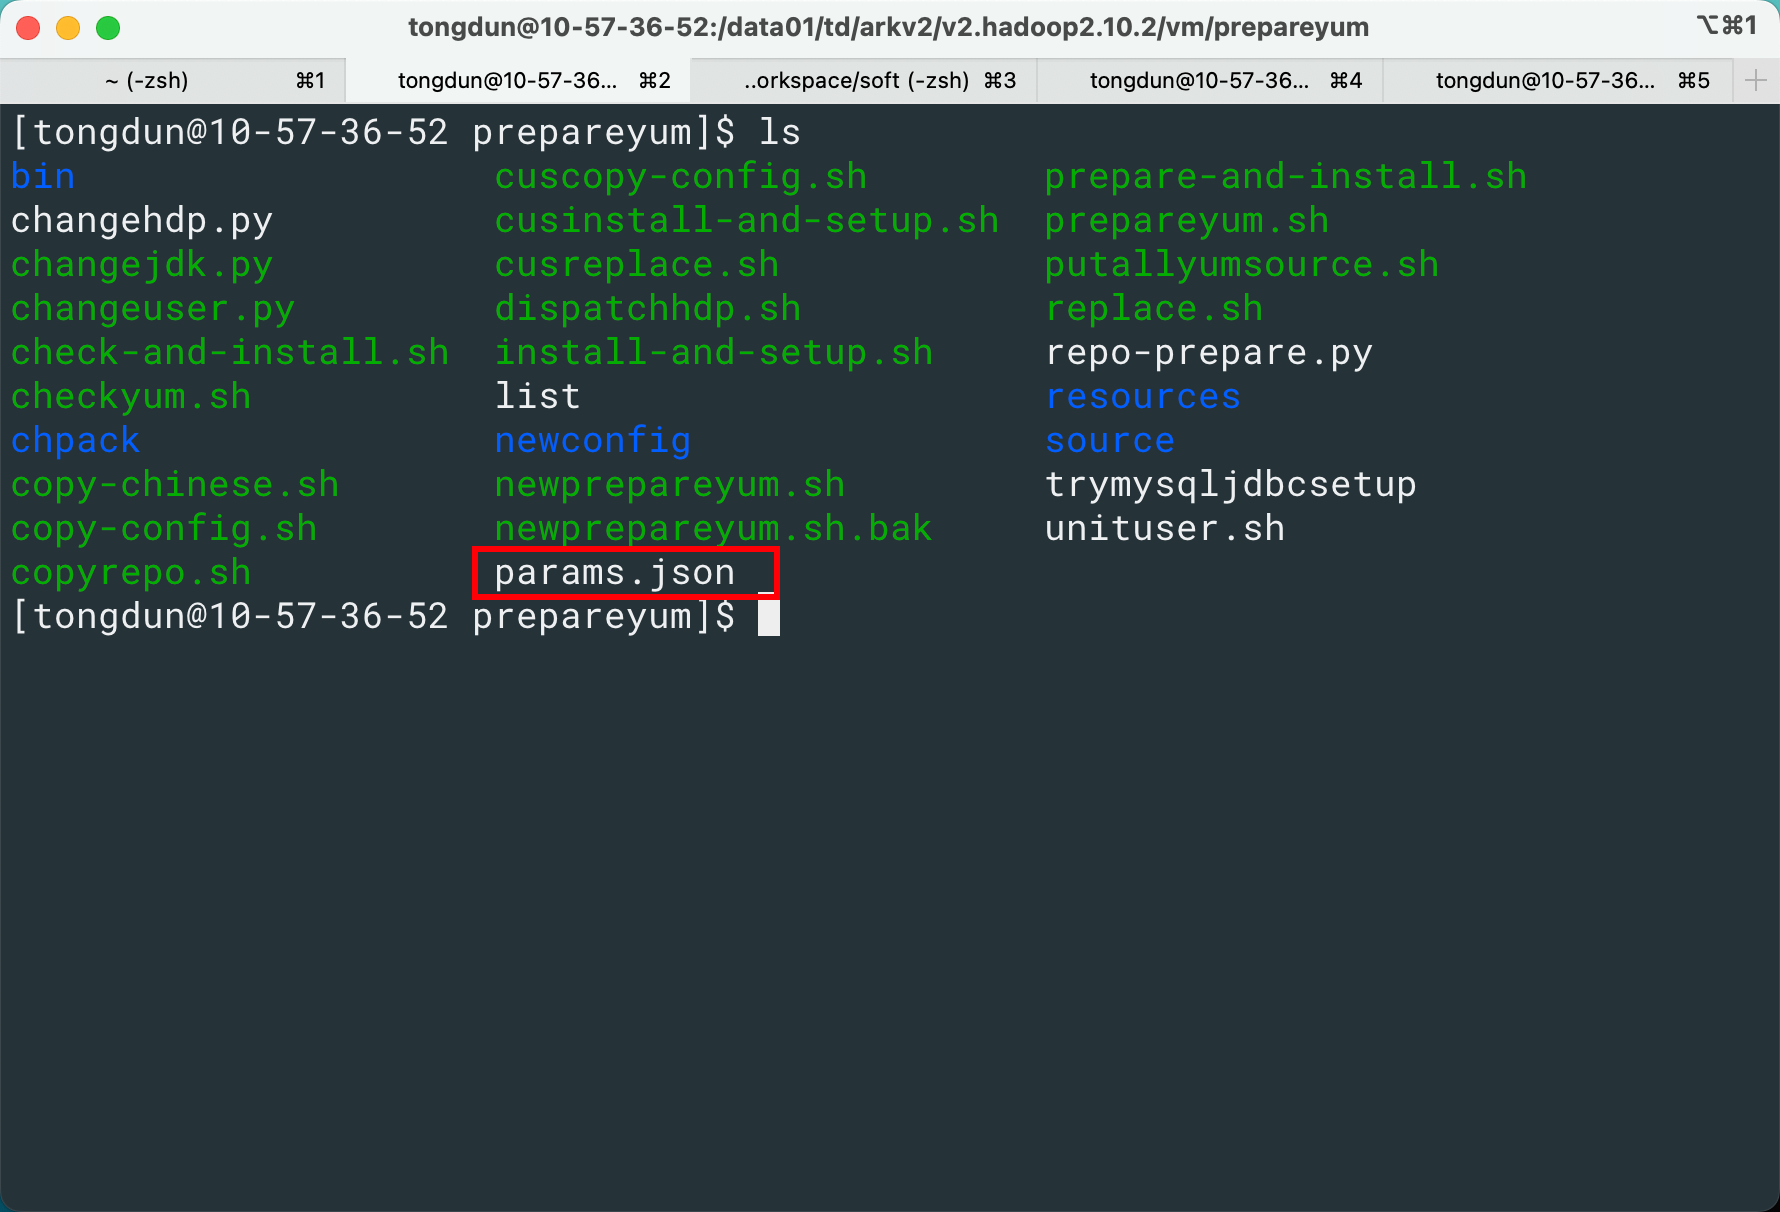 tongdun@10-57-36-52:/data01/td/arkv2/v2.hadoop2.10.2/vm/prepareyum ⌥⌘1
~ (-zsh) ⌘1 tongdun@10-57-36... ⌘2 ..orkspace/soft (-zsh) ⌘3 tongdun@10-57-36... ⌘4 tongdun@10-57-36... ⌘5 +
[tongdun@10-57-36-52 prepareyum]$ ls
bin cuscopy-config.sh prepare-and-install.sh
changehdp.py cusinstall-and-setup.sh prepareyum.sh
changejdk.py cusreplace.sh putallyumsource.sh
changeuser.py dispatchhdp.sh replace.sh
check-and-install.sh install-and-setup.sh repo-prepare.py
checkyum.sh list resources
chpack newconfig source
copy-chinese.sh newprepareyum.sh trymysqljdbcsetup
copy-config.sh newprepareyum.sh.bak unituser.sh
copyrepo.sh params.json
[tongdun@10-57-36-52 prepareyum]$